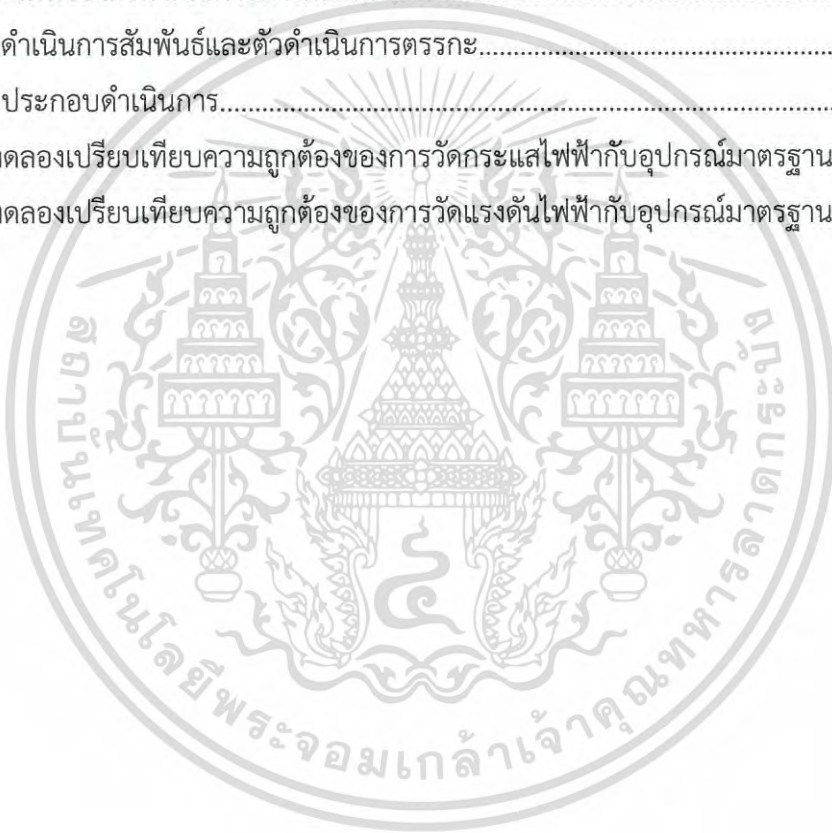 ดำเนินการสัมพันธ์และตัวดำเนินการตรรกะ
ประกอบดำเนินการ
ทดลองเปรียบเทียบความถูกต้องของการวัดกระแสไฟฟ้ากับอุปกรณ์มาตรฐาน
ทดลองเปรียบเทียบความถูกต้องของการวัดแรงดันไฟฟ้ากับอุปกรณ์มาตรฐาน
สถาบันเทคโนโลยีพระจอมเกล้าเจ้าคุณทหารลาดกระบัง